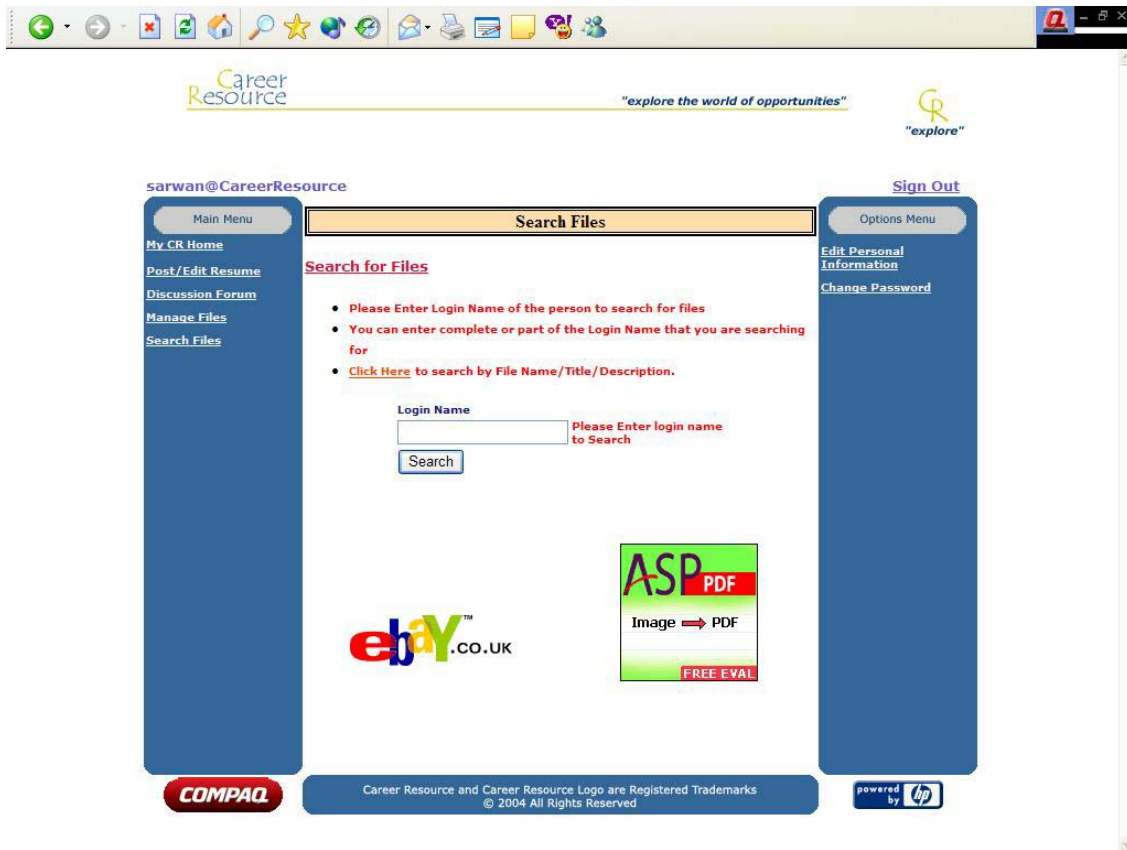 Career
Resource
"explore the world of opportunities"
CR
"explore"
sarwan@CareerResource
Sign Out
Main Menu
My CR Home
Post/Edit Resume
Discussion Forum
Manage Files
Search Files
Search Files
Search for Files
Please Enter Login Name of the person to search for files
You can enter complete or part of the Login Name that you are searching
for
Click Here to search by File Name/Title/Description.
Login Name
Please Enter login name
to Search
Search
Options Menu
Edit Personal
Information
Change Password
ebaY™.CO.UK
ASP
PDF
Image PDF
FREE EVAL
COMPAQ
Career Resource and Career Resource Logo are Registered Trademarks
© 2004 All Rights Reserved
powered
by hp